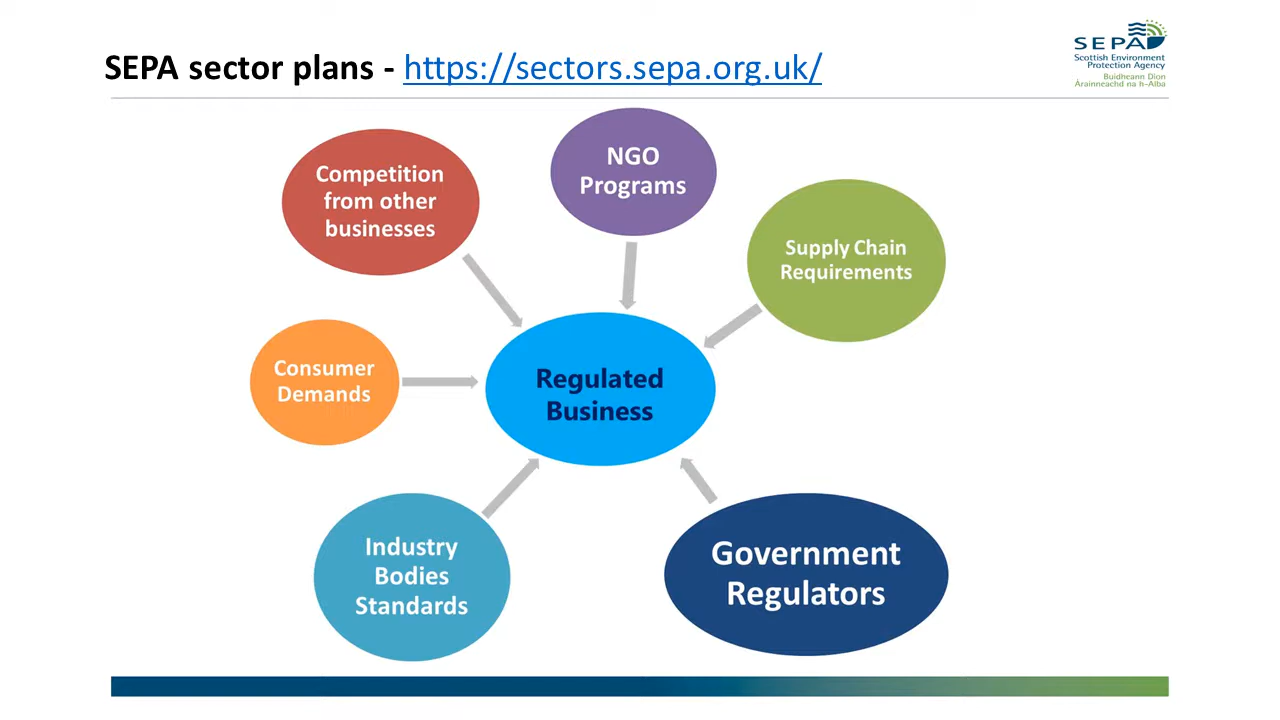 SEPA sector plans - https://sectors.sepa.org.uk/
SEPA
Scottish Environment
Protection Agency
Buidheann Dìon
Àrainneachd na h-Alba
Competition
from other
businesses
NGO
Programs
Supply Chain
Requirements
Consumer
Demands
Regulated
Business
Industry
Bodies
Standards
Government
Regulators